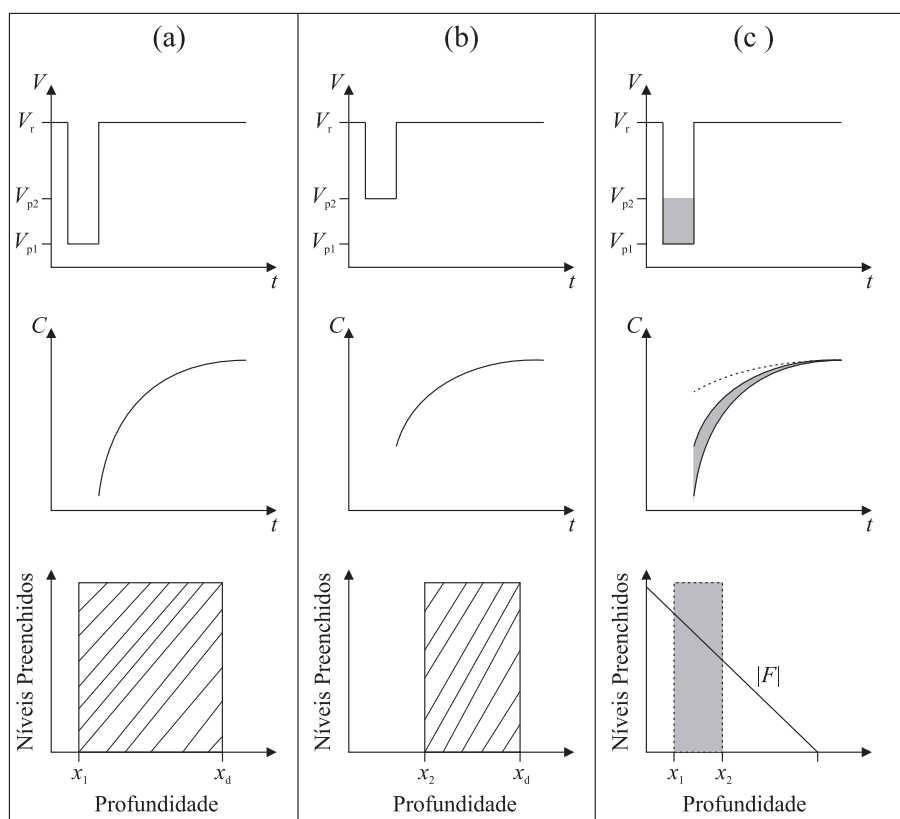 (a)
V
V_r
V_p2
V_p1
t
C
t
Níveis Preenchidos
x_1
x_d
Profundidade
(b)
V
V_r
V_p2
V_p1
t
C
t
Níveis Preenchidos
x_2
x_d
Profundidade
(c )
V
V_r
V_p2
V_p1
t
C
t
Níveis Preenchidos
|F|
x_1
x_2
Profundidade